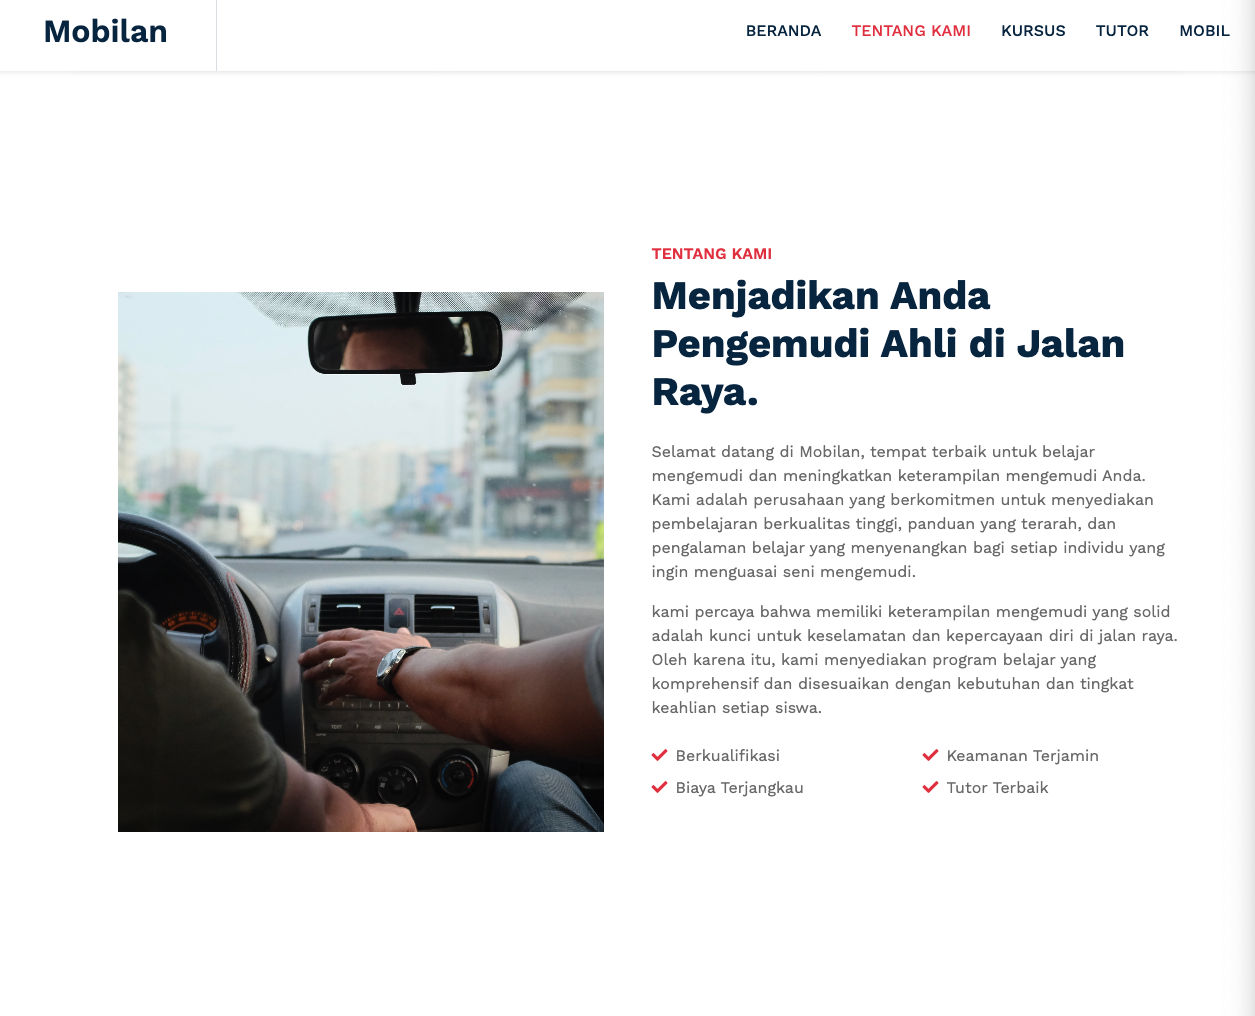 Mobilan
BERANDA
TENTANG KAMI
KURSUS
TUTOR
MOBIL
TENTANG KAMI
Menjadikan Anda
Pengemudi Ahli di Jalan
Raya.
Selamat datang di Mobilan, tempat terbaik untuk belajar
mengemudi dan meningkatkan keterampilan mengemudi Anda.
Kami adalah perusahaan yang berkomitmen untuk menyediakan
pembelajaran berkualitas tinggi, panduan yang terarah, dan
pengalaman belajar yang menyenangkan bagi setiap individu yang
ingin menguasai seni mengemudi.
kami percaya bahwa memiliki keterampilan mengemudi yang solid
adalah kunci untuk keselamatan dan kepercayaan diri di jalan raya.
Oleh karena itu, kami menyediakan program belajar yang
komprehensif dan disesuaikan dengan kebutuhan dan tingkat
keahlian setiap siswa.
Berkualifikasi
Keamanan Terjamin
Biaya Terjangkau
Tutor Terbaik